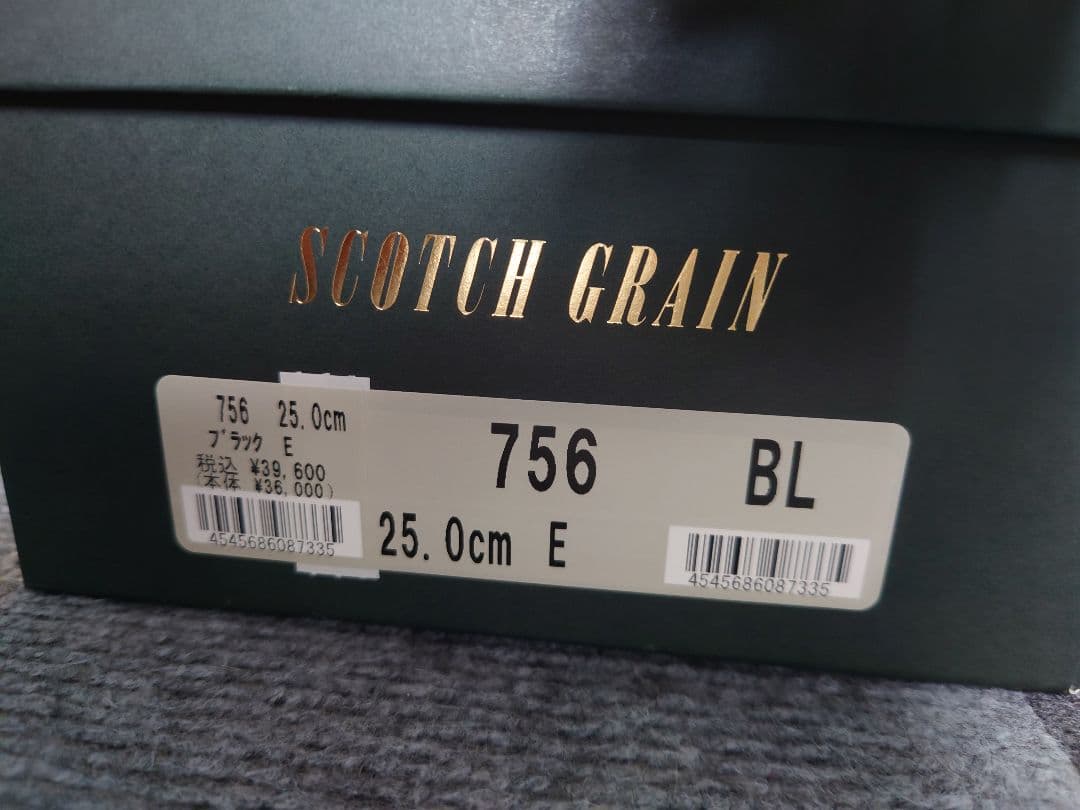 SCOTCH GRAIN
756 25.0cm
ブラック E
税込 ¥39,600
(本体 ¥36,000)
4545686087335
756 BL
25.0cm E
4545686087335